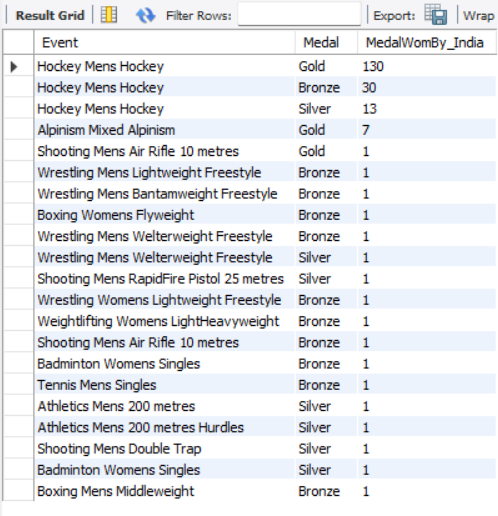 Result Grid Filter Rows: Export: Wrap
Event Medal MedalWomBy_India
Hockey Mens Hockey Gold 130
Hockey Mens Hockey Bronze 30
Hockey Mens Hockey Silver 13
Alpinism Mixed Alpinism Gold 7
Shooting Mens Air Rifle 10 metres Gold 1
Wrestling Mens Lightweight Freestyle Bronze 1
Wrestling Mens Bantamweight Freestyle Bronze 1
Boxing Womens Flyweight Bronze 1
Wrestling Mens Welterweight Freestyle Bronze 1
Wrestling Mens Welterweight Freestyle Silver 1
Shooting Mens RapidFire Pistol 25 metres Silver 1
Wrestling Womens Lightweight Freestyle Bronze 1
Weightlifting Womens LightHeavyweight Bronze 1
Shooting Mens Air Rifle 10 metres Bronze 1
Badminton Womens Singles Bronze 1
Tennis Mens Singles Bronze 1
Athletics Mens 200 metres Silver 1
Athletics Mens 200 metres Hurdles Silver 1
Shooting Mens Double Trap Silver 1
Badminton Womens Singles Silver 1
Boxing Mens Middleweight Bronze 1